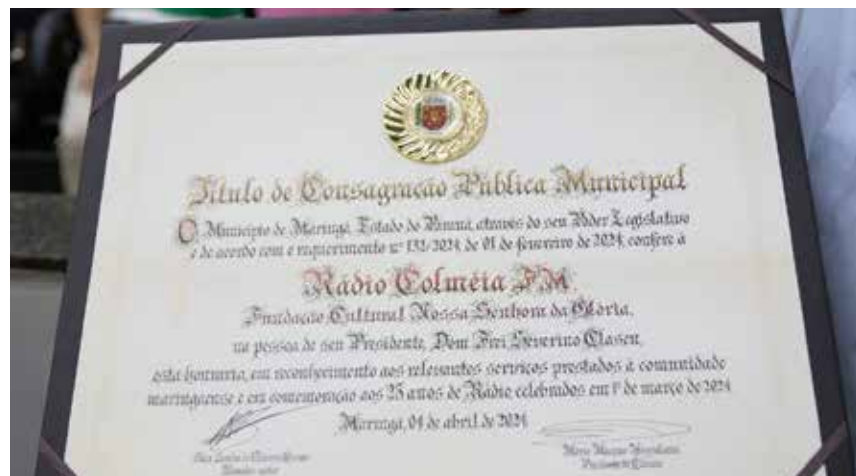 Título de Consagração Pública Municipal
O Município de Maringá, Estado do Paraná, através do seu Poder Legislativo
e de acordo com o requerimento nº 132/2024, de 01 de fevereiro de 2024, confere à
Rádio Colméia FM,
Fundação Cultural Nossa Senhora da Glória,
na pessoa de seu Presidente, Dom Frei Severino Clasen,
esta honraria, em reconhecimento aos relevantes serviços prestados à comunidade
maringaense e em comemoração aos 25 anos de Rádio celebrados em 1º de março de 2024
Maringá, 04 de abril de 2024